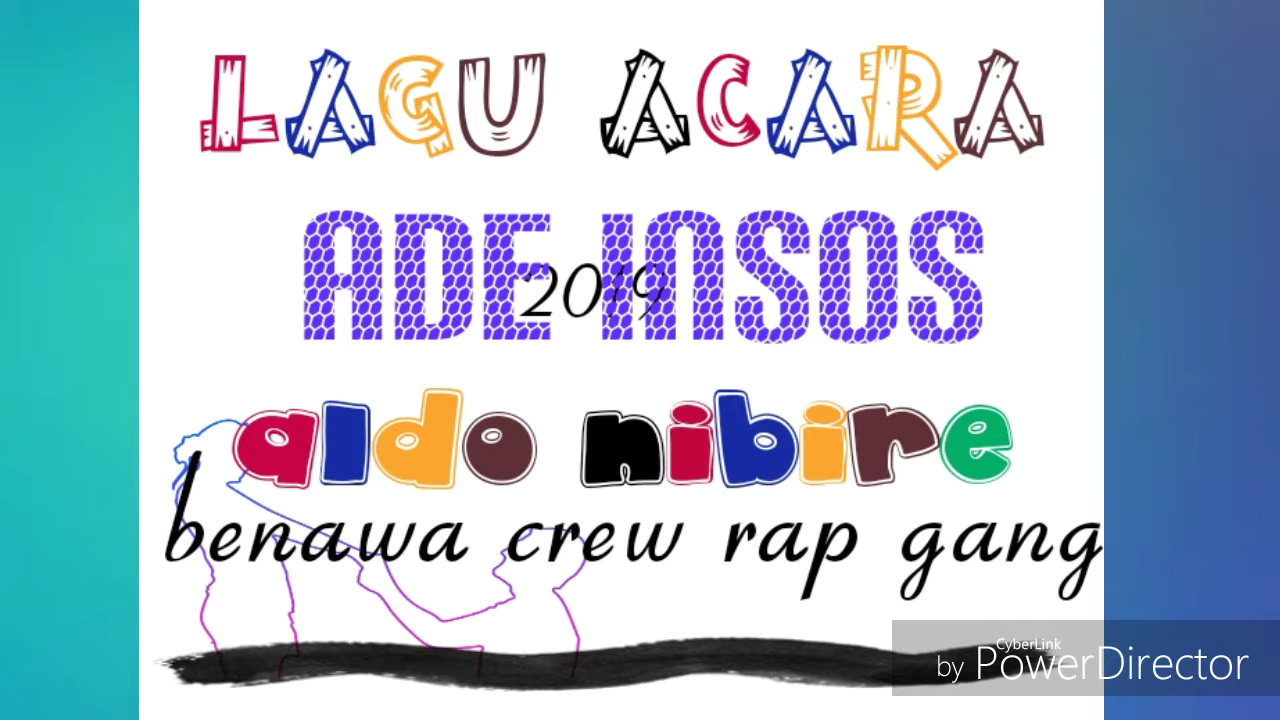 LAGU ACARA
ADE INSOS
2019
aldo nibire
benawa crew rap gang
CyberLink
by PowerDirector